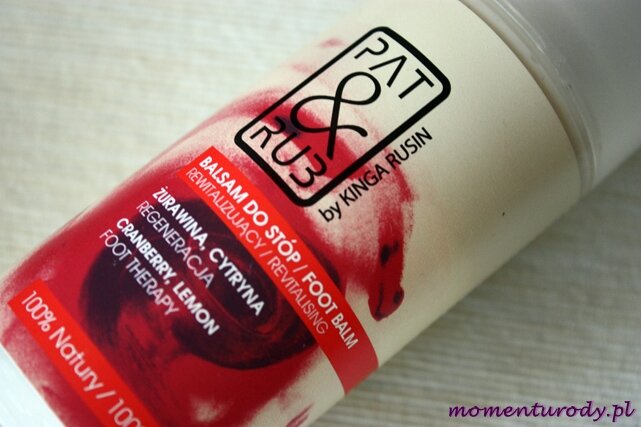 PAT
&
RUB
by KINGA RUSIN
BALSAM DO STÓP / FOOT BALM
REWITALIZUJĄCY / REVITALISING
ŻURAWINA, CYTRYNA
REGENERACJA
CRANBERRY, LEMON
FOOT THERAPY
100% Natury / 100%
momenturody.pl